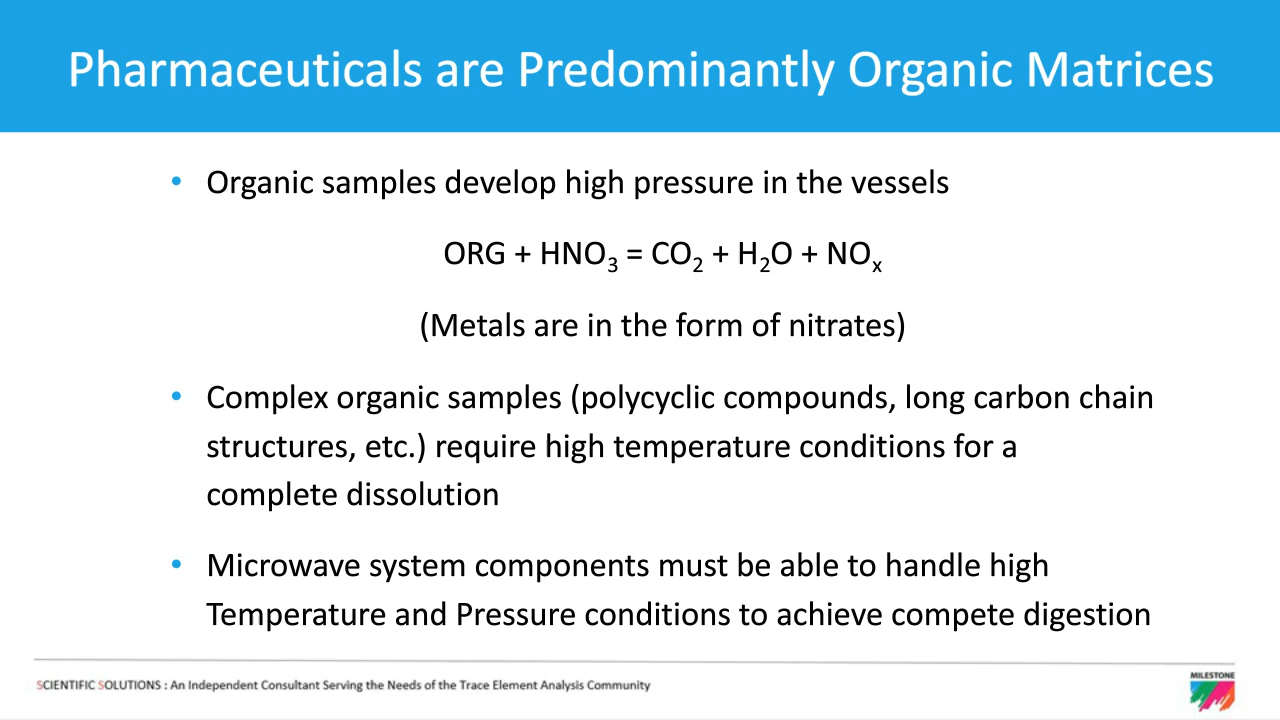 Pharmaceuticals are Predominantly Organic Matrices
• Organic samples develop high pressure in the vessels
ORG + HNO₃ = CO₂ + H₂O + NOₓ
(Metals are in the form of nitrates)
• Complex organic samples (polycyclic compounds, long carbon chain
structures, etc.) require high temperature conditions for a
complete dissolution
• Microwave system components must be able to handle high
Temperature and Pressure conditions to achieve compete digestion
SCIENTIFIC SOLUTIONS : An Independent Consultant Serving the Needs of the Trace Element Analysis Community
MILESTONE